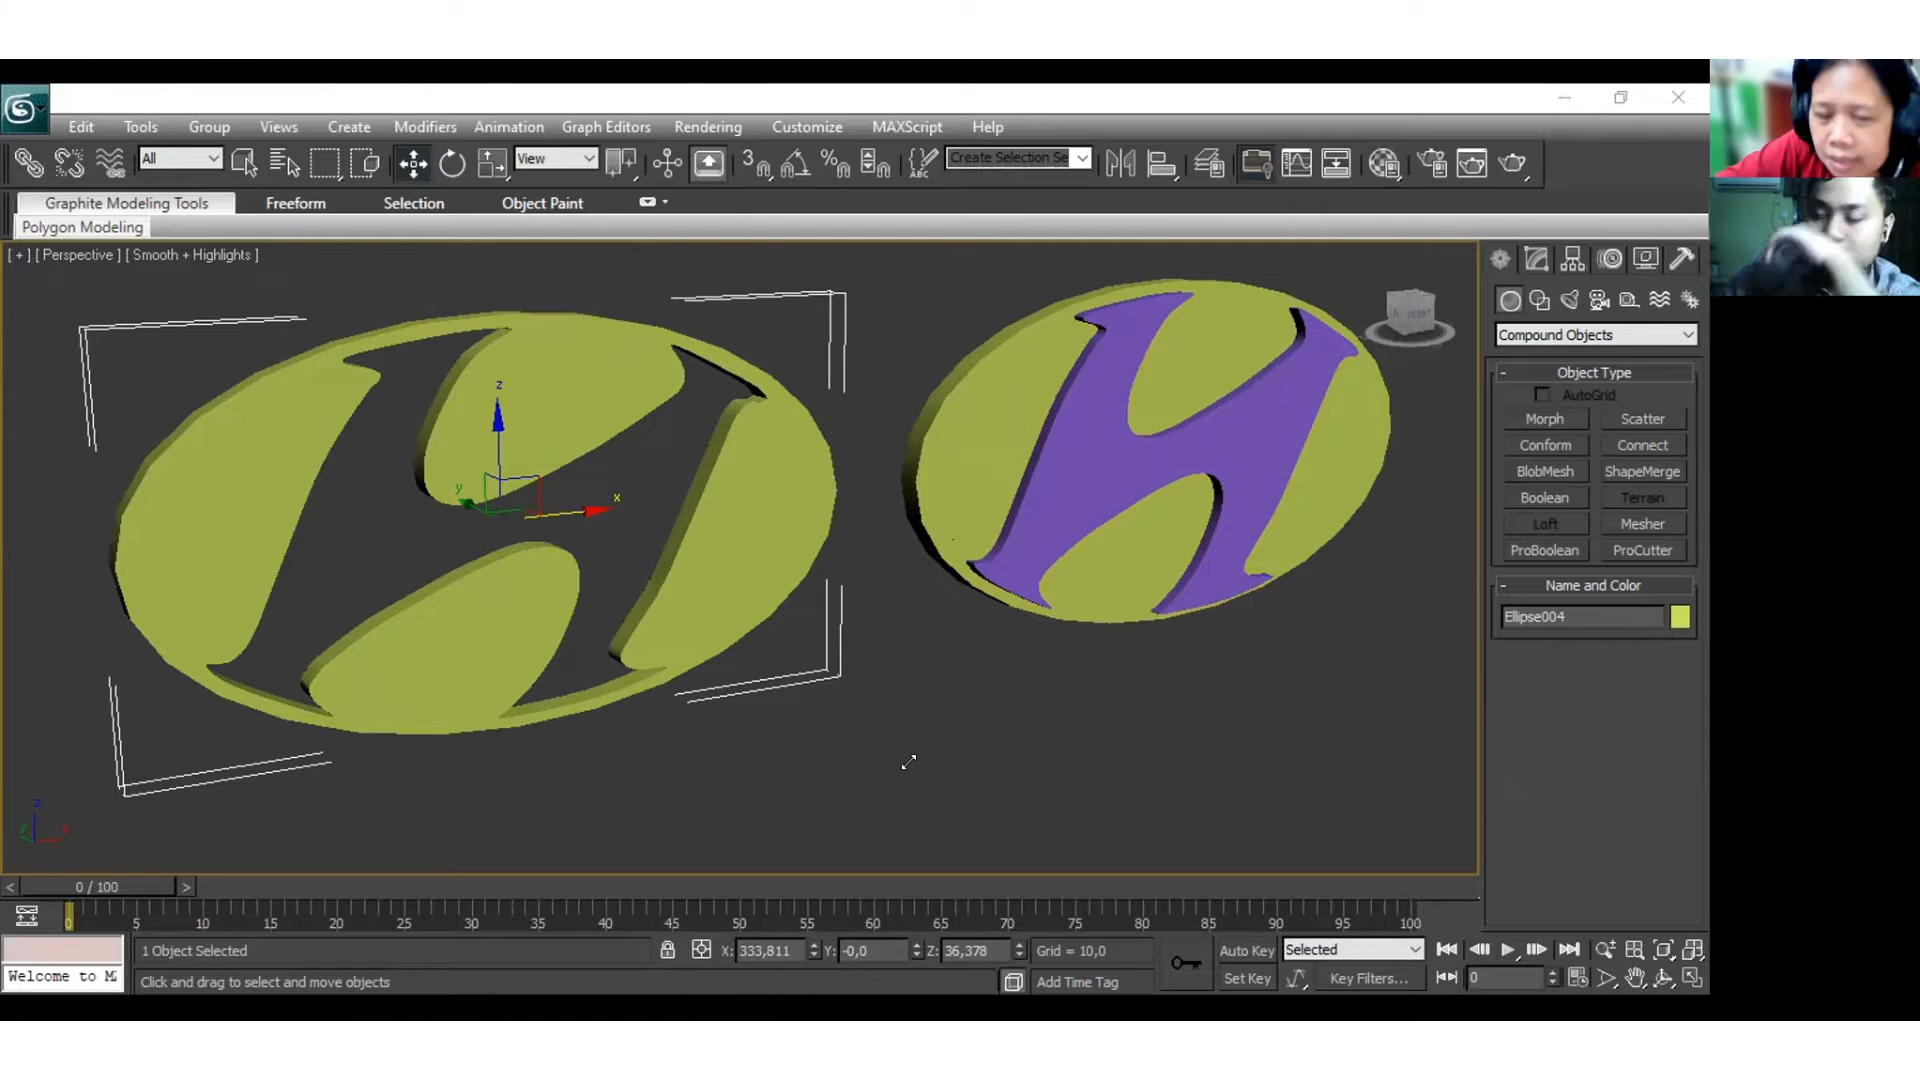 Edit Tools Group Views Create Modifiers Animation Graph Editors Rendering Customize MAXScript Help
All View 3 % ABC Create Selection Se
Graphite Modeling Tools Freeform Selection Object Paint
Polygon Modeling
[ + ] [ Perspective ] [ Smooth + Highlights ]
Compound Objects
- Object Type
AutoGrid
Morph Scatter
Conform Connect
BlobMesh ShapeMerge
Boolean Terrain
Loft Mesher
ProBoolean ProCutter
- Name and Color
Ellipse004
z
y
x
z
y x
< 0 / 100 >
0 5 10 15 20 25 30 35 40 45 50 55 60 65 70 75 80 85 90 95 100
1 Object Selected X: 333,811 Y: -0,0 Z: 36,378 Grid = 10,0 Auto Key Selected
Welcome to M Click and drag to select and move objects Add Time Tag Set Key Key Filters... 0